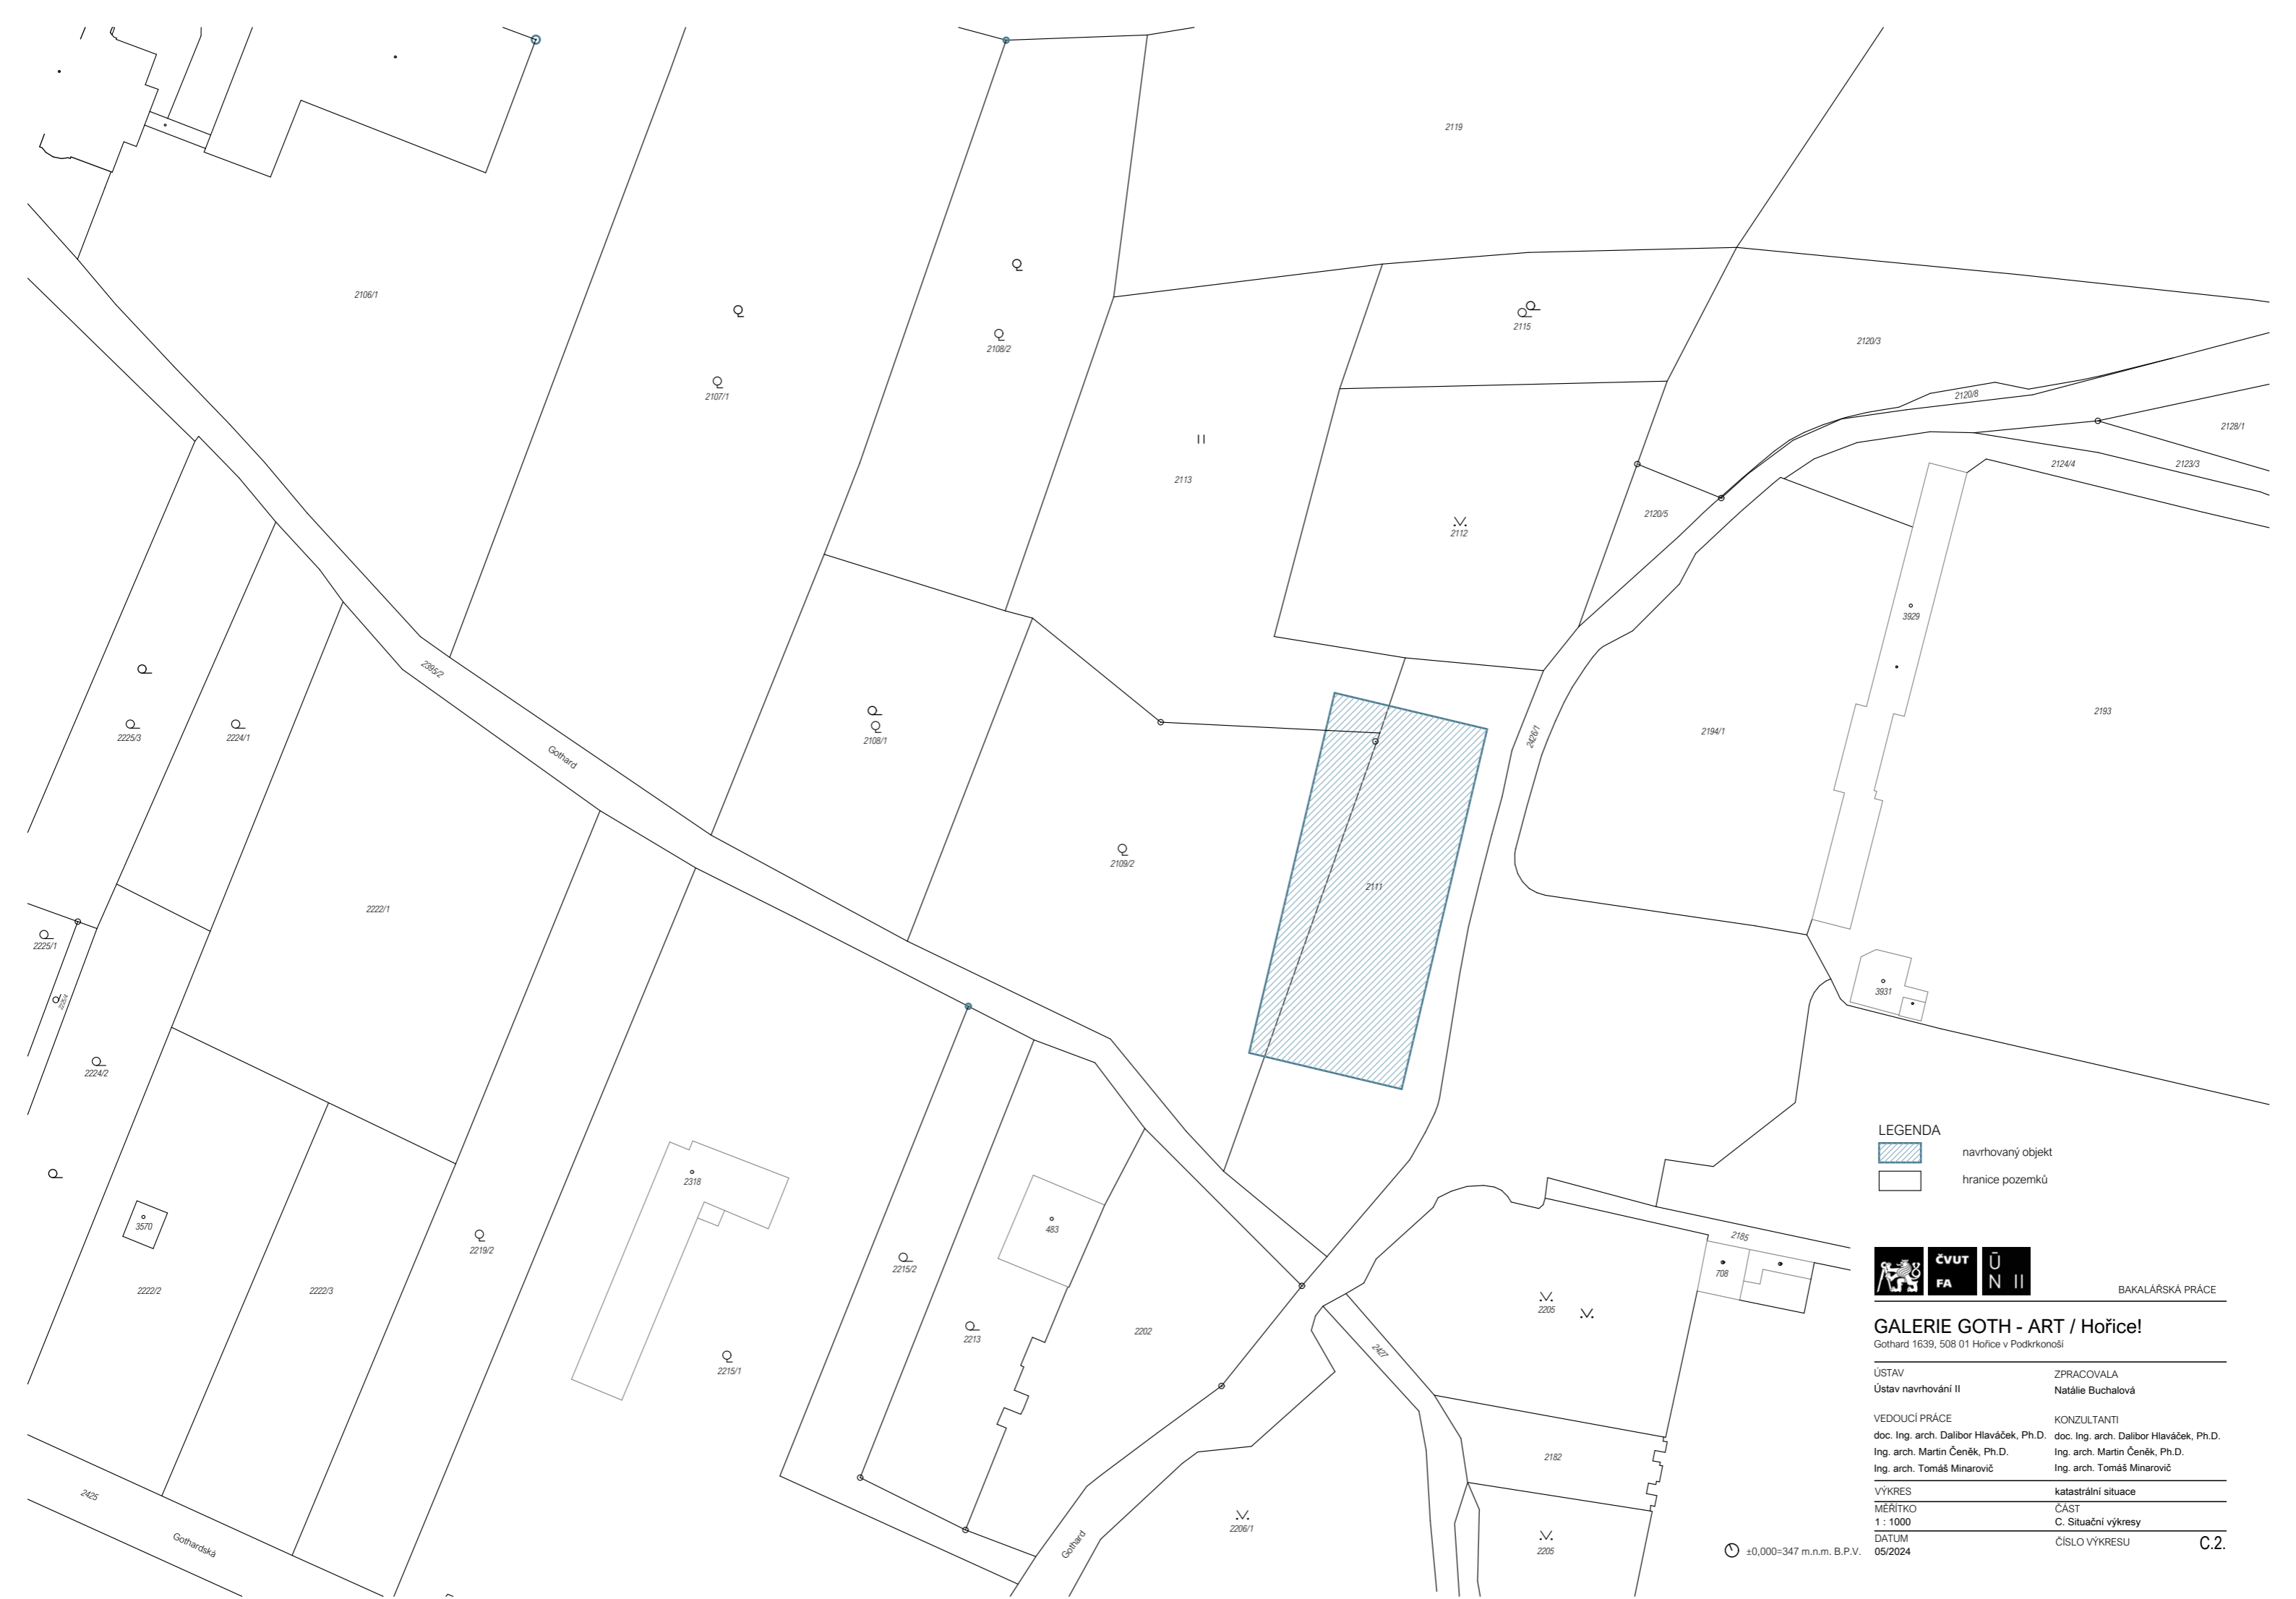 2119
2106/1
2115
2108/2
2120/3
2107/1
2120/8
2128/1
2124/4
2123/3
2113
2120/5
2112
3929
2395/2
2225/3
2224/1
Gothard
2108/1
2426/1
2194/1
2193
2109/2
2111
2222/1
2225/1
3931
2224/2
LEGENDA
navrhovaný objekt
hranice pozemků
2318
3570
483
2219/2
2215/2
2185
708
2222/2
2222/3
2205
2213
2202
2427
2215/1
2182
2425
Gothardská
2206/1
Gothard
2205
±0,000=347 m.n.m. B.P.V.
ČVUT
FA
Ū
N II
BAKALÁŘSKÁ PRÁCE
GALERIE GOTH - ART / Hořice!
Gothard 1639, 508 01 Hořice v Podkrkonoší
ÚSTAV
Ústav navrhování II
ZPRACOVALA
Natálie Buchalová
VEDOUCÍ PRÁCE
doc. Ing. arch. Dalibor Hlaváček, Ph.D.
Ing. arch. Martin Čeněk, Ph.D.
Ing. arch. Tomáš Minarovič
KONZULTANTI
doc. Ing. arch. Dalibor Hlaváček, Ph.D.
Ing. arch. Martin Čeněk, Ph.D.
Ing. arch. Tomáš Minarovič
VÝKRES
katastrální situace
MĚŘÍTKO
1 : 1000
ČÁST
C. Situační výkresy
DATUM
05/2024
ČÍSLO VÝKRESU
C.2.